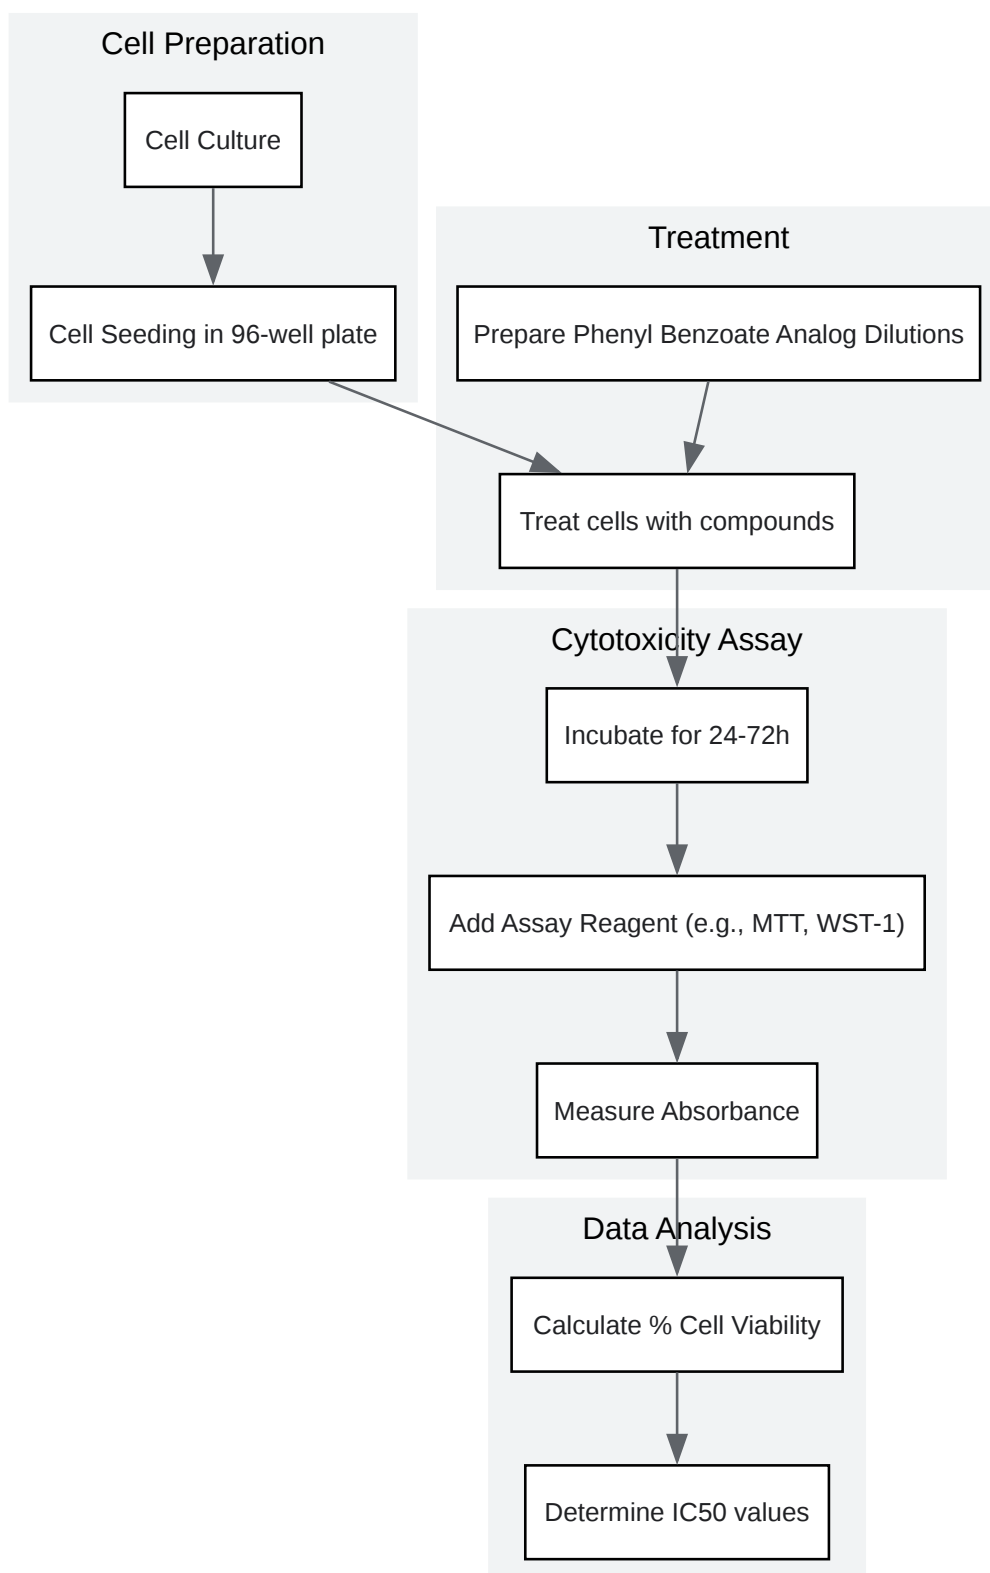 Cell Preparation
Cell Culture
Cell Seeding in 96-well plate
Treatment
Prepare Phenyl Benzoate Analog Dilutions
Treat cells with compounds
Cytotoxicity Assay
Incubate for 24-72h
Add Assay Reagent (e.g., MTT, WST-1)
Measure Absorbance
Data Analysis
Calculate % Cell Viability
Determine IC50 values